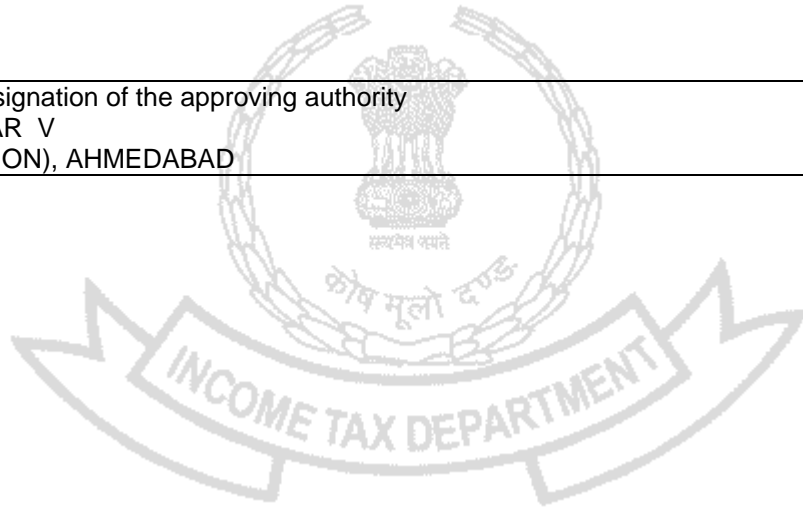 signation of the approving authority
AR V
ON), AHMEDABAD
सत्यमेव जयते
कोष मूलो दण्डः
INCOME TAX DEPARTMENT